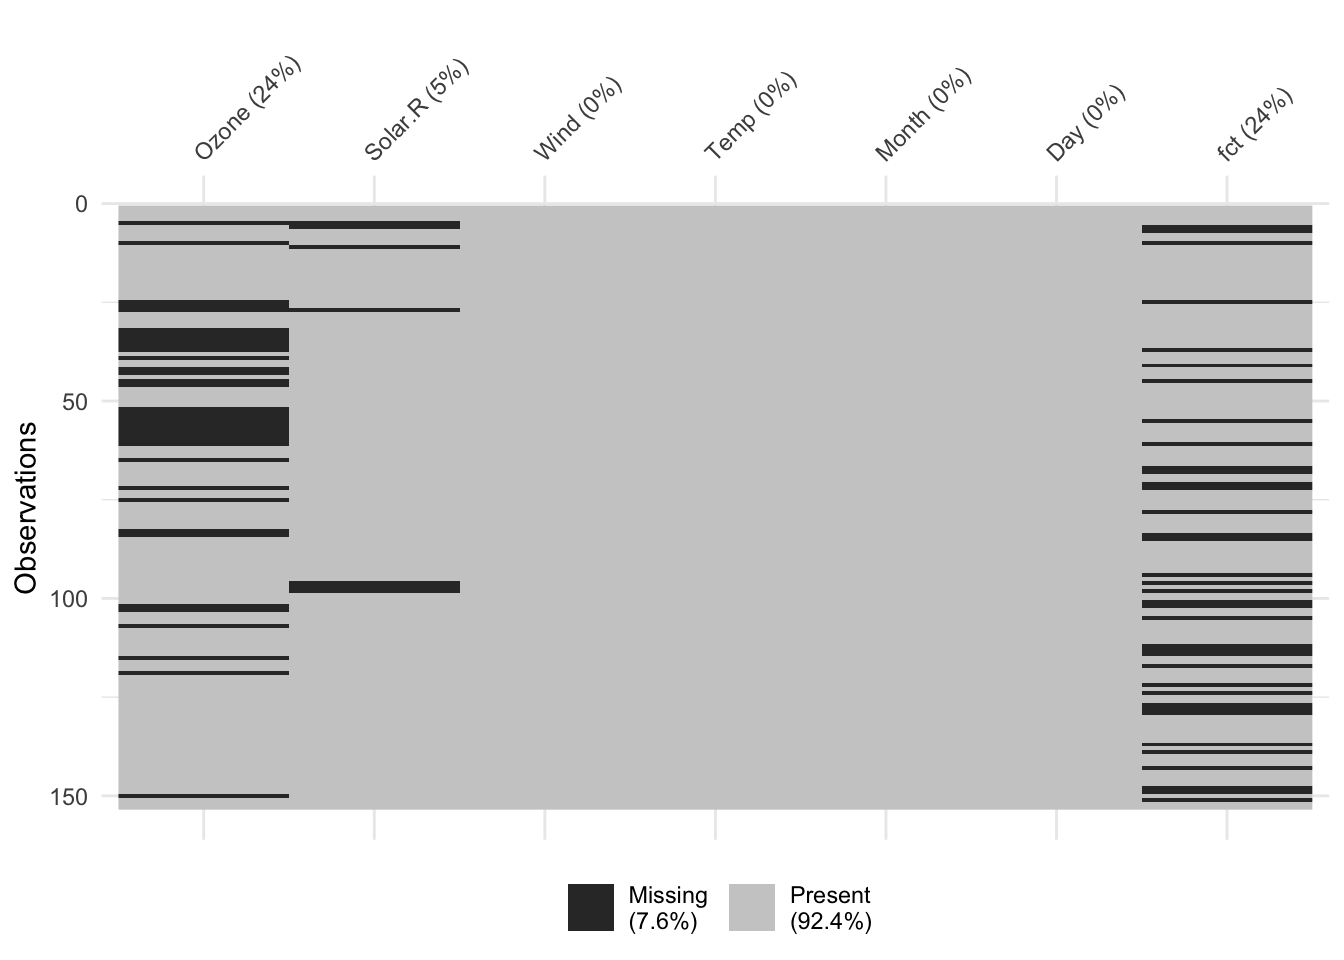 Ozone (24%)
Solar.R (5%)
Wind (0%)
Temp (0%)
Month (0%)
Day (0%)
fct (24%)
0
50
100
150
Observations
Missing
(7.6%)
Present
(92.4%)